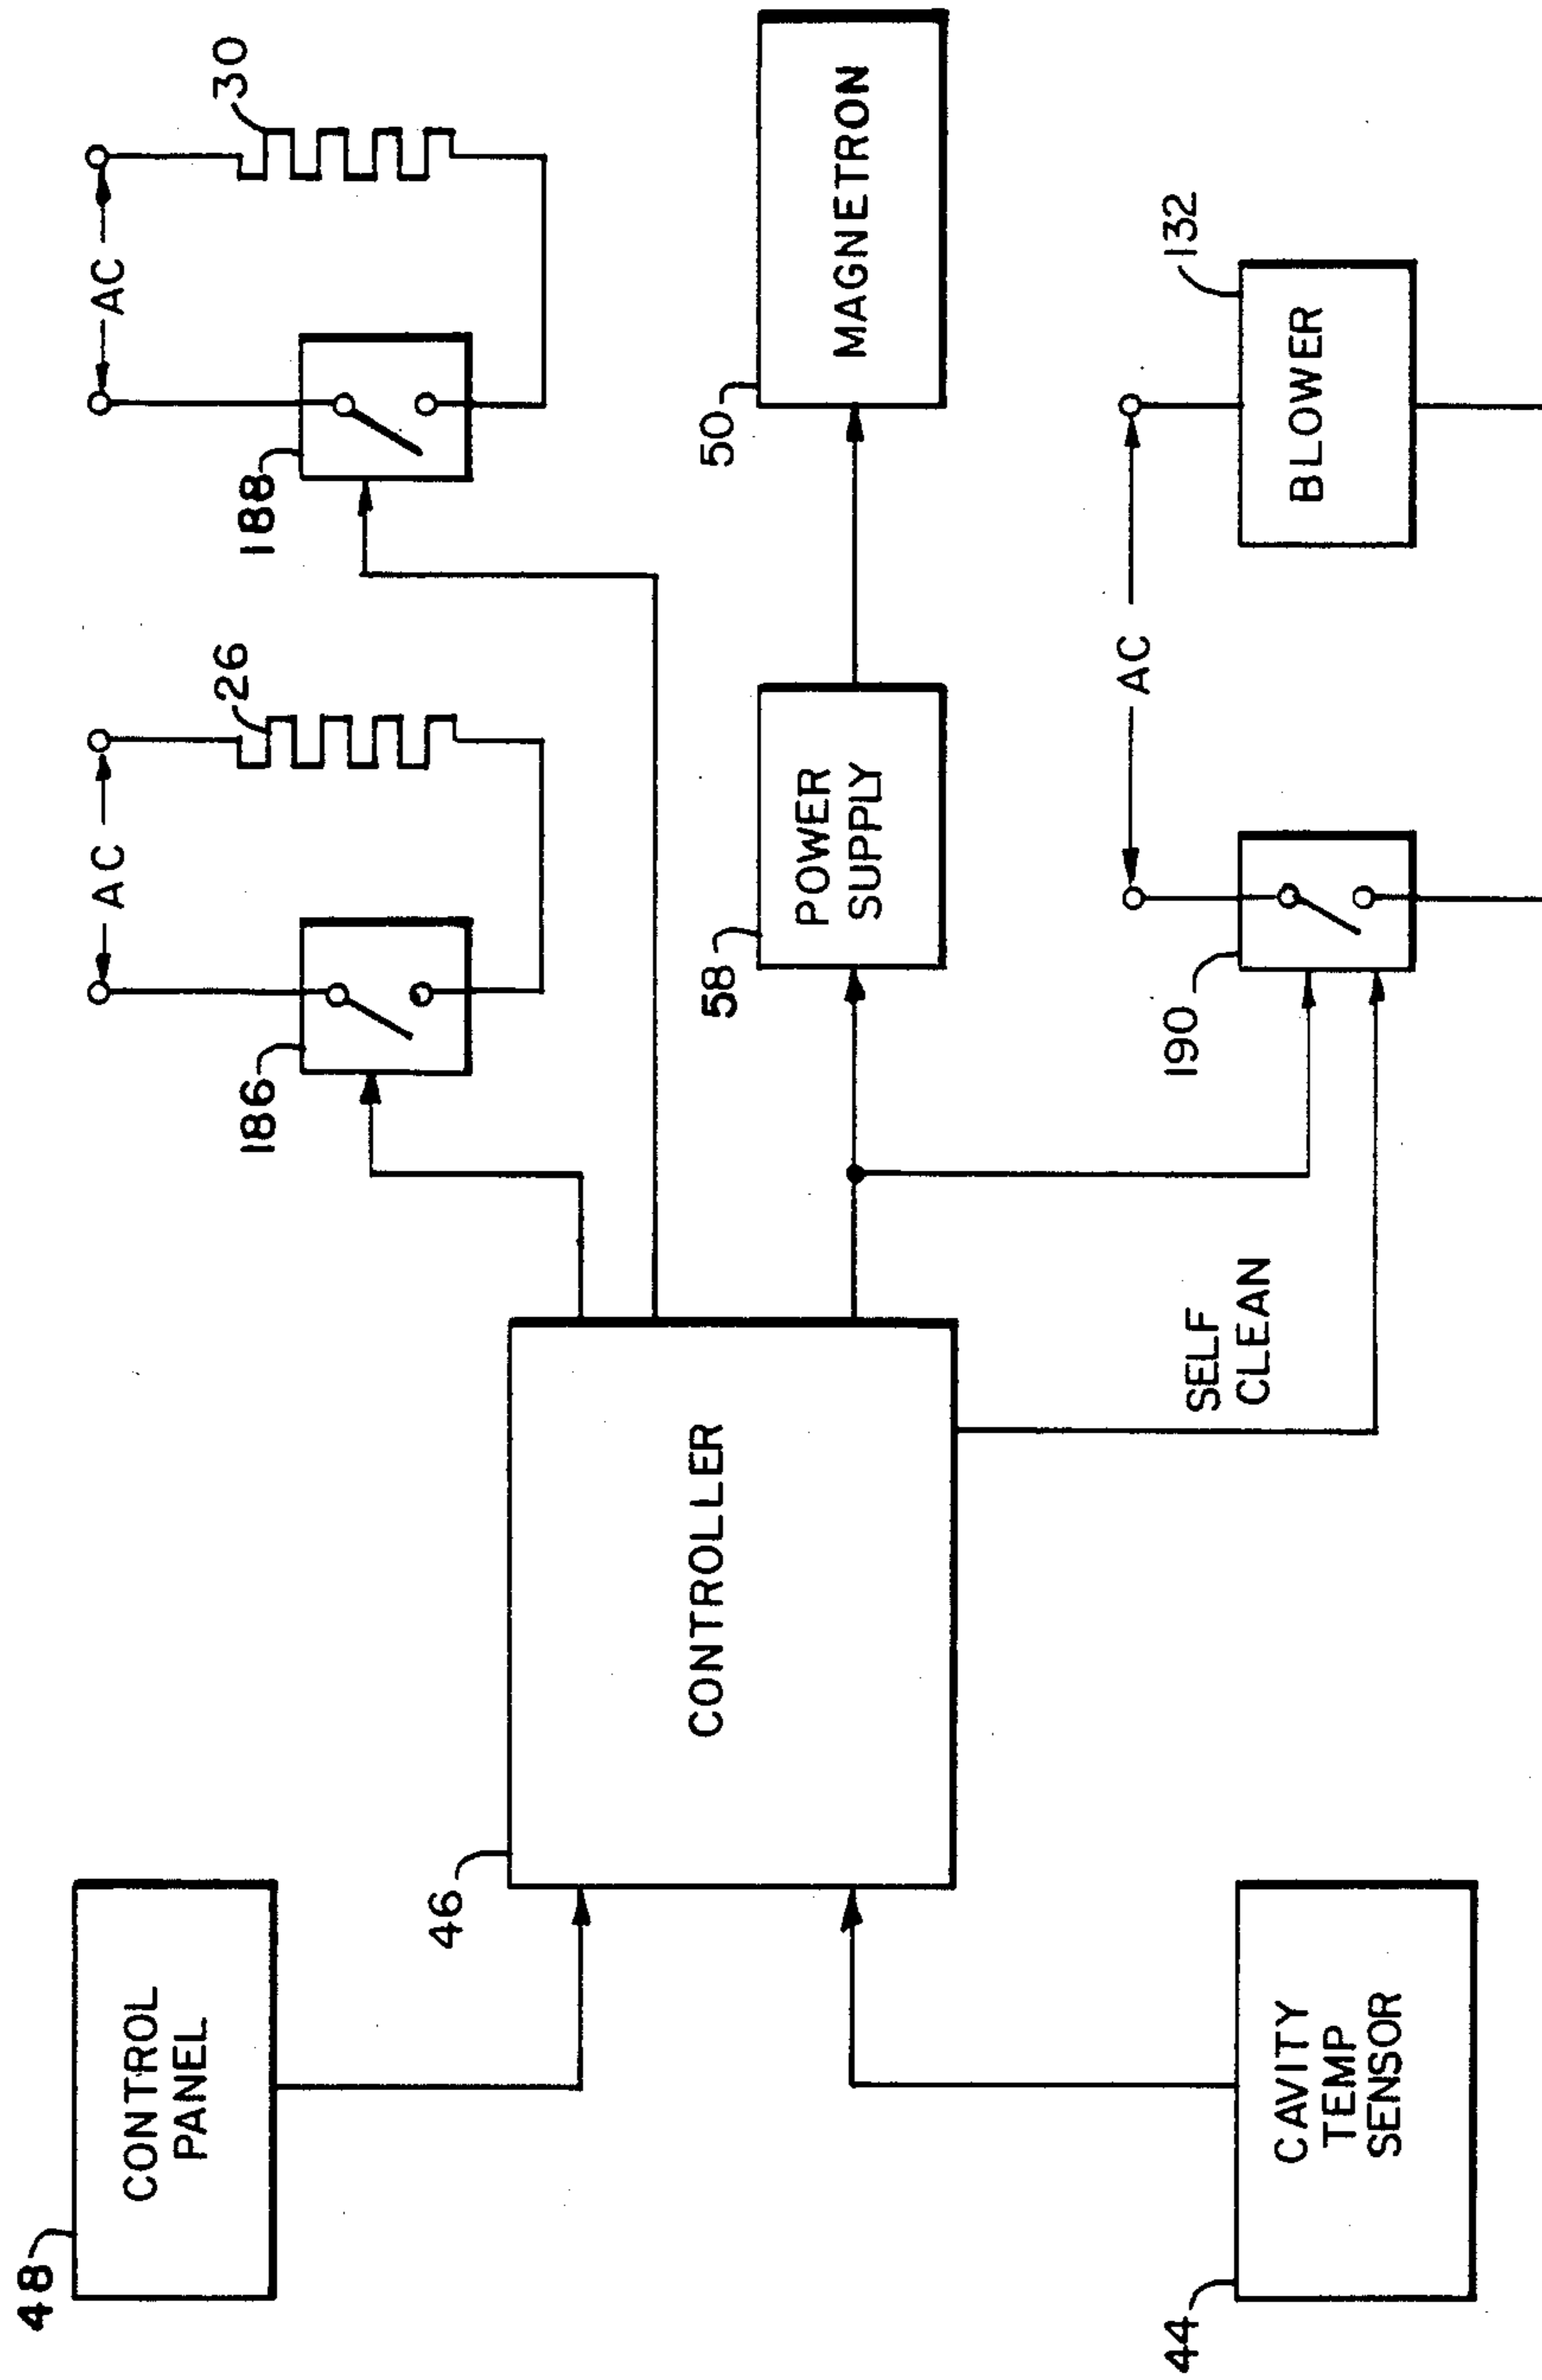 48
CONTROL
PANEL
46
CONTROLLER
44
CAVITY
TEMP
SENSOR
186
AC
26
188
AC
30
58
POWER
SUPPLY
50
MAGNETRON
SELF
CLEAN
190
AC
132
BLOWER